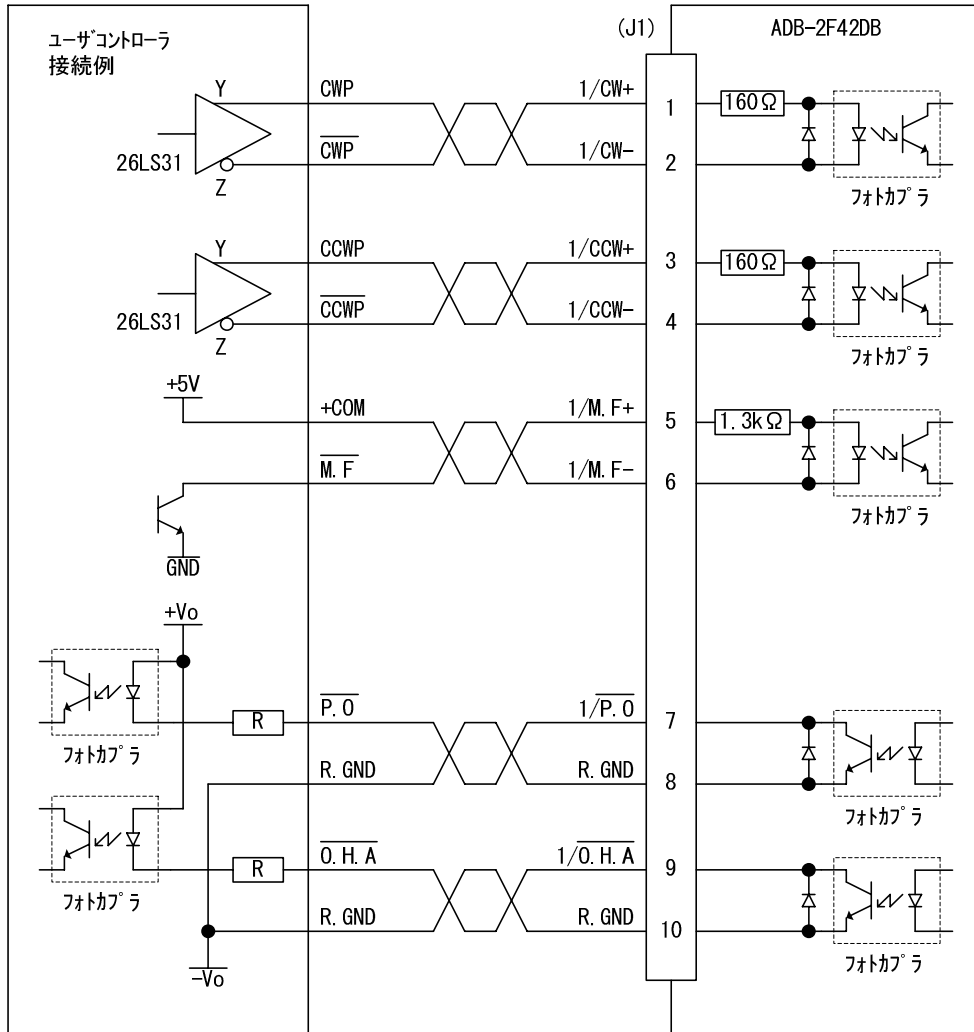 ユーザコントローラ
接続例
(J1)
ADB-2F42DB
Y
CWP
1/CW+
1
160Ω
26LS31
C̅W̅P̅
1/CW-
2
Z
フォトカプラ
Y
CCWP
1/CCW+
3
160Ω
26LS31
C̅C̅W̅P̅
1/CCW-
4
Z
フォトカプラ
+5V
+COM
1/M.F+
5
1.3kΩ
M̅.̅F̅
1/M.F-
6
フォトカプラ
GND
+Vo
P̅.̅O̅
1/P̅.̅O̅
7
R
フォトカプラ
R.GND
R.GND
8
フォトカプラ
O̅.̅H̅.̅A̅
1/O̅.̅H̅.̅A̅
9
R
フォトカプラ
R.GND
R.GND
10
フォトカプラ
-Vo